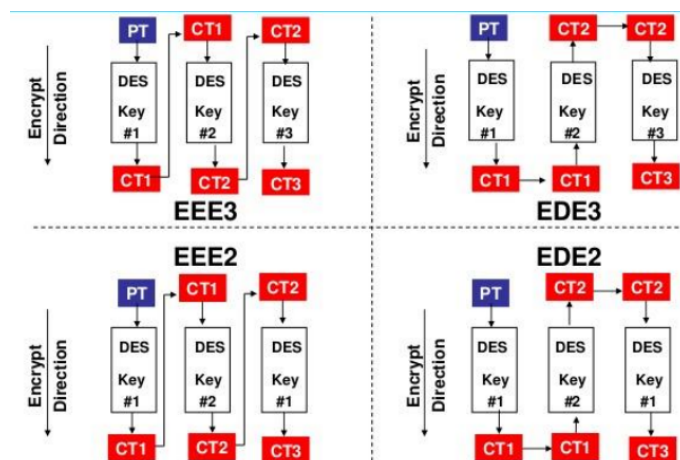 PT
CT1
CT2
Encrypt
Direction
DES
Key
#1
DES
Key
#2
DES
Key
#3
CT1
CT2
CT3
EEE3
PT
CT2
CT2
Encrypt
Direction
DES
Key
#1
DES
Key
#2
DES
Key
#3
CT1
CT1
CT3
EDE3
EEE2
PT
CT1
CT2
Encrypt
Direction
DES
Key
#1
DES
Key
#2
DES
Key
#1
CT1
CT2
CT3
EDE2
PT
CT2
CT2
Encrypt
Direction
DES
Key
#1
DES
Key
#2
DES
Key
#1
CT1
CT1
CT3